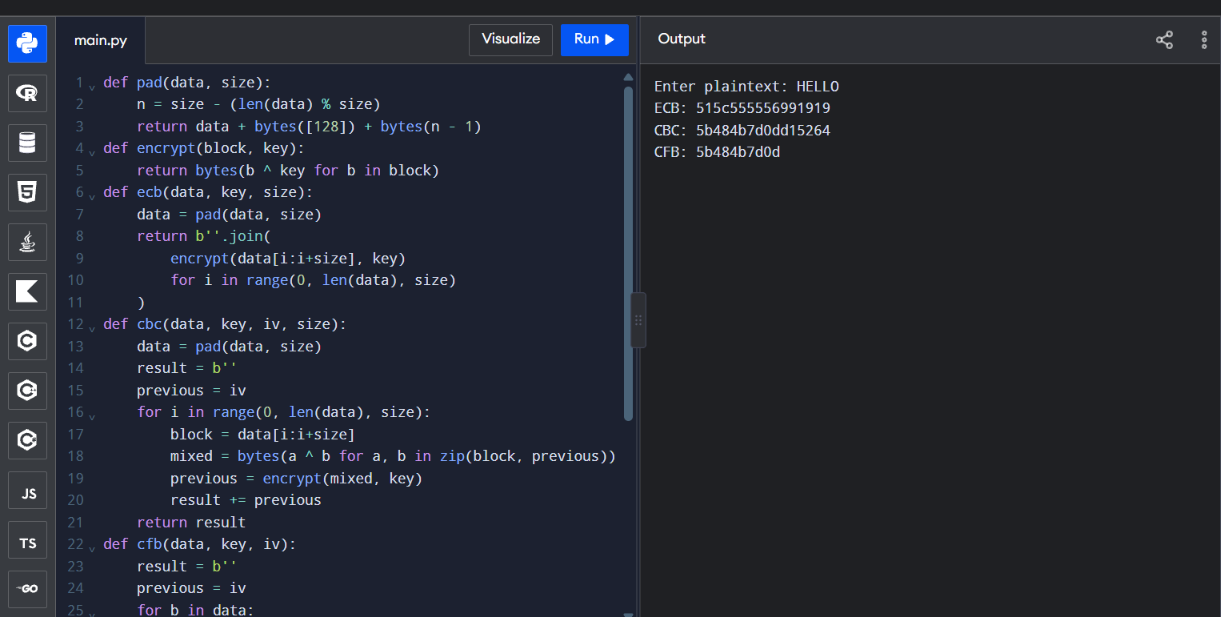 main.py
Visualize
Run
Output
1 def pad(data, size):
2 n = size - (len(data) % size)
3 return data + bytes([128]) + bytes(n - 1)
4 def encrypt(block, key):
5 return bytes(b ^ key for b in block)
6 def ecb(data, key, size):
7 data = pad(data, size)
8 return b''.join(
9 encrypt(data[i:i+size], key)
10 for i in range(0, len(data), size)
11 )
12 def cbc(data, key, iv, size):
13 data = pad(data, size)
14 result = b''
15 previous = iv
16 for i in range(0, len(data), size):
17 block = data[i:i+size]
18 mixed = bytes(a ^ b for a, b in zip(block, previous))
19 previous = encrypt(mixed, key)
20 result += previous
21 return result
22 def cfb(data, key, iv):
23 result = b''
24 previous = iv
25 for b in data:
Enter plaintext: HELLO
ECB: 515c555556991919
CBC: 5b484b7d0dd15264
CFB: 5b484b7d0d
R
5
C
C
C
JS
TS
GO